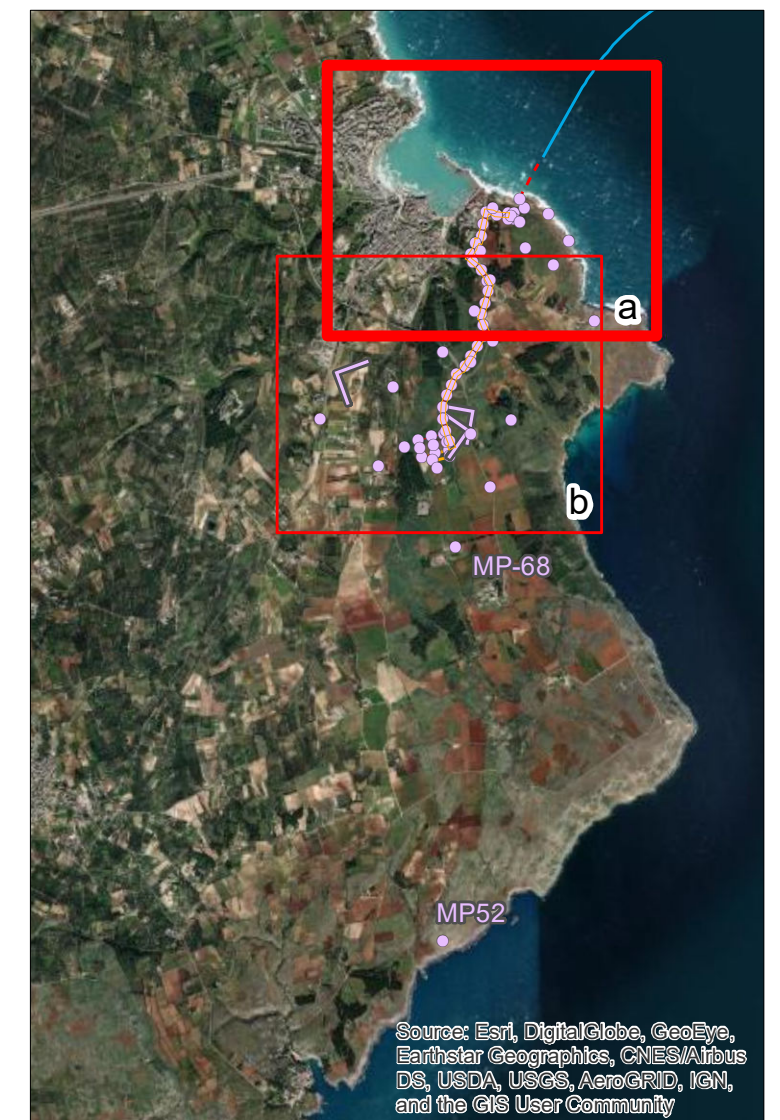 a
b
MP-68
MP52
Source: Esri, DigitalGlobe, GeoEye,
Earthstar Geographics, CNES/Airbus
DS, USDA, USGS, AeroGRID, IGN,
and the GIS User Community